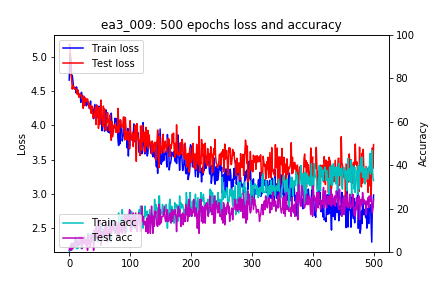 ea3_009: 500 epochs loss and accuracy
Train loss
Test loss
Train acc
Test acc
Loss
5.0
4.5
4.0
3.5
3.0
2.5
Accuracy
100
80
60
40
20
0
0
100
200
300
400
500